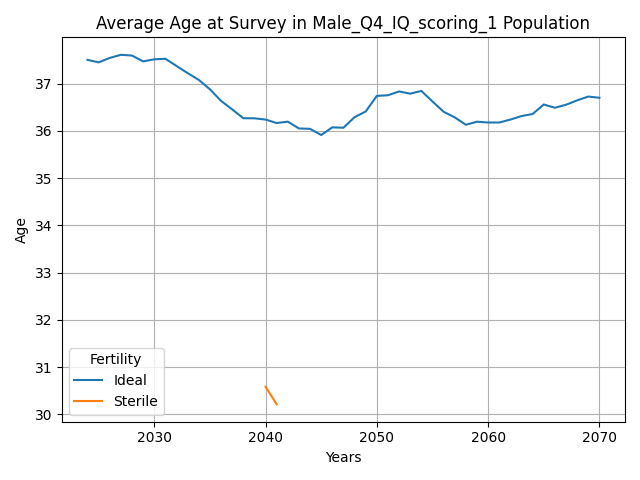 Average Age at Survey in Male_Q4_IQ_scoring_1 Population
Age
37
36
35
34
33
32
31
30
Fertility
Ideal
Sterile
2030 2040 2050 2060 2070
Years